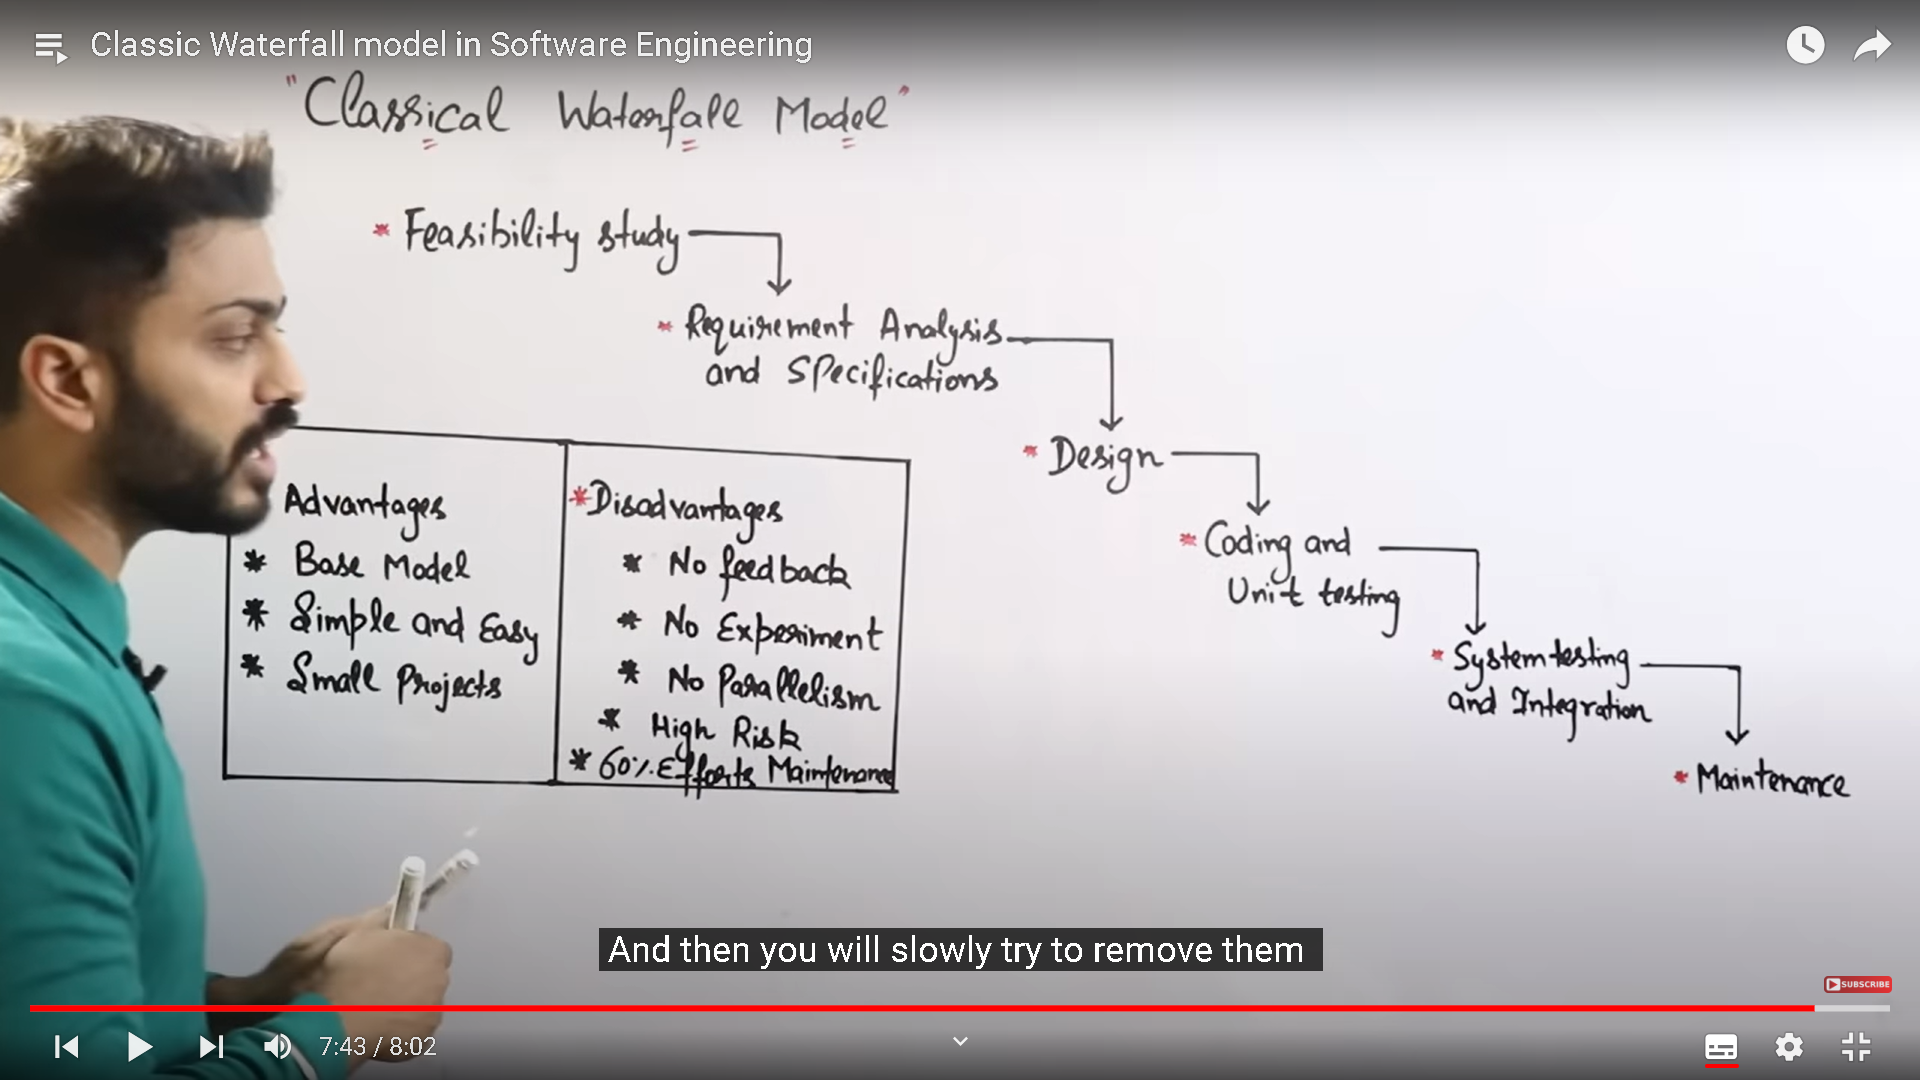 Classic Waterfall model in Software Engineering
"Classical Waterfall Model"
* Feasibility study
* Requirement Analysis
and Specifications
* Design
* Coding and
Unit testing
* System testing
and Integration
* Maintenance
Advantages
* Base Model
* Simple and Easy
* Small Projects
* Disadvantages
* No feedback
* No Experiment
* No Parallelism
* High Risk
* 60% Efforts Maintenance
And then you will slowly try to remove them
SUBSCRIBE
7:43 / 8:02